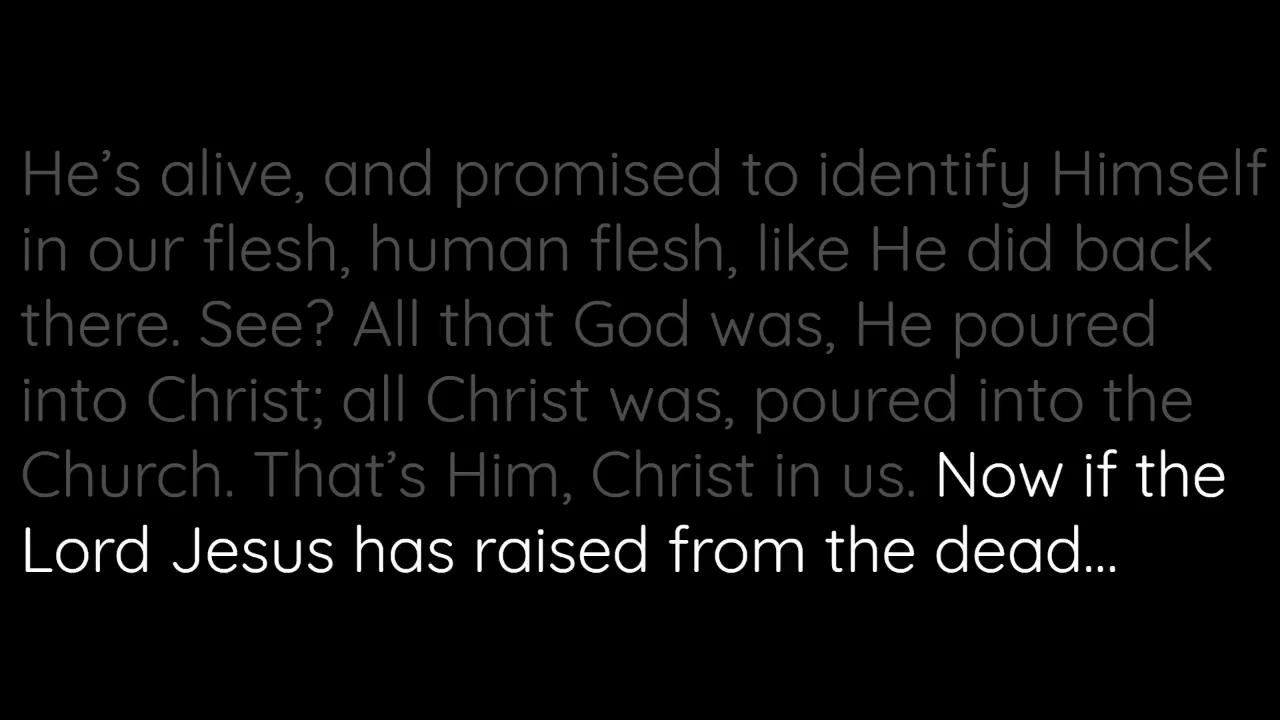 He’s alive, and promised to identify Himself
in our flesh, human flesh, like He did back
there. See? All that God was, He poured
into Christ; all Christ was, poured into the
Church. That’s Him, Christ in us. Now if the
Lord Jesus has raised from the dead...